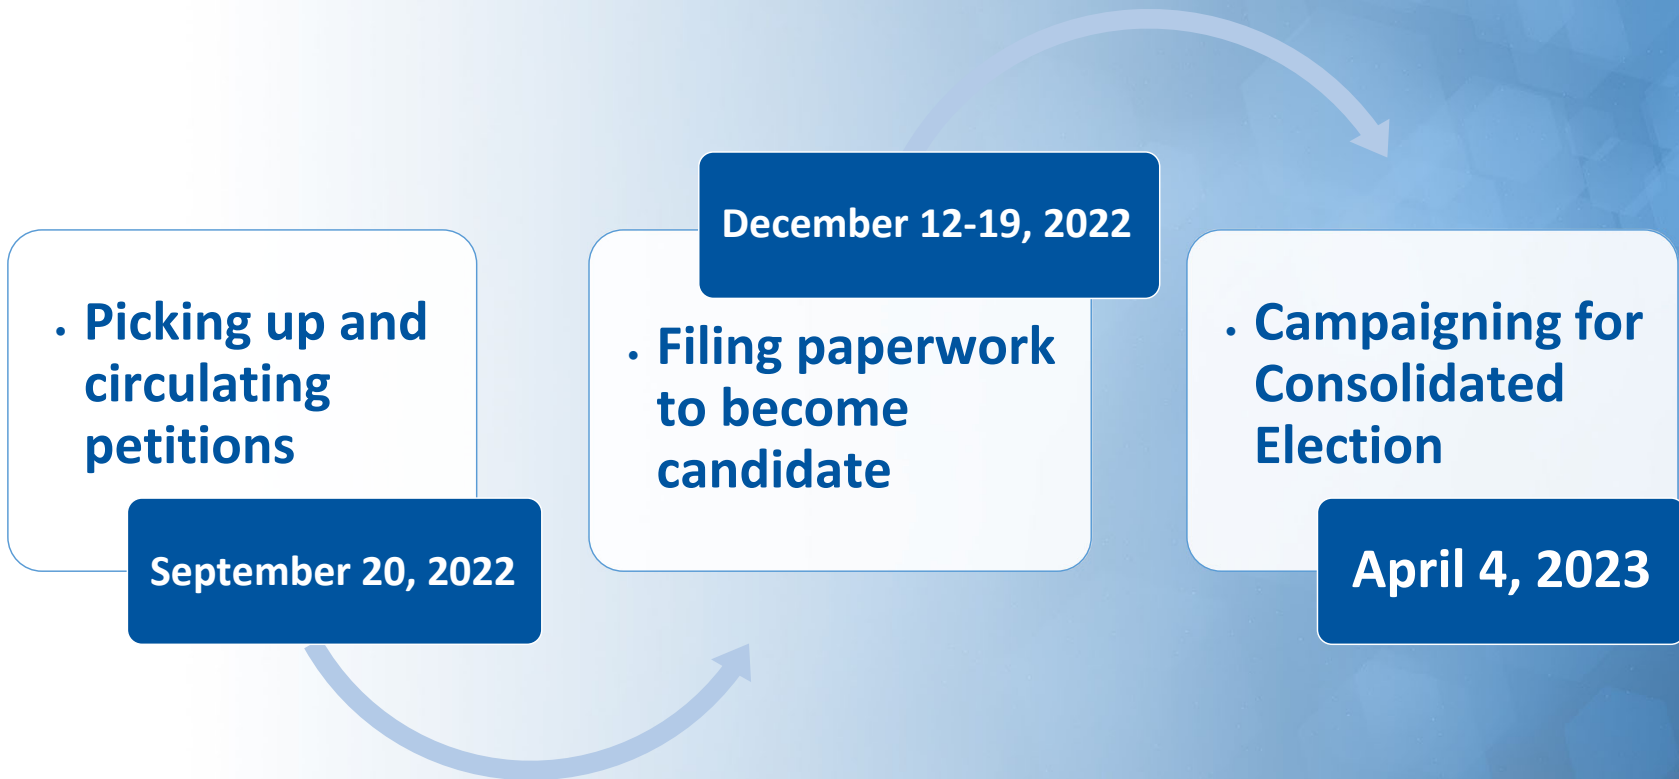 · Picking up and
circulating
petitions
September 20, 2022
December 12-19, 2022
· Filing paperwork
to become
candidate
· Campaigning for
Consolidated
Election
April 4, 2023